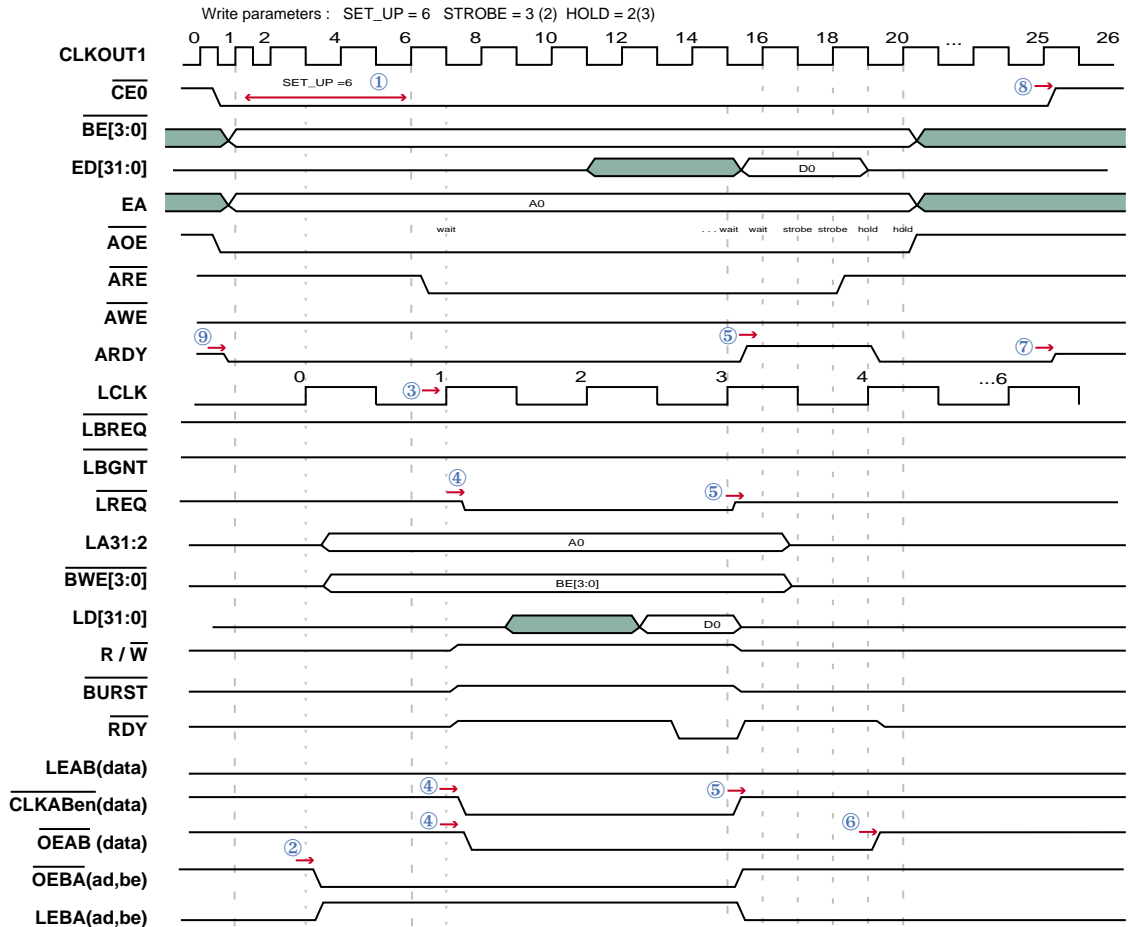 Write parameters :   SET_UP = 6   STROBE = 3 (2)  HOLD = 2(3)
0 1 2 4 6 8 10 12 14 16 18 20 ... 25 26
CLKOUT1
SET_UP =6 ① ⑧
CE0
BE[3:0]
ED[31:0] D0
EA A0
wait . . . wait wait strobe strobe hold hold
AOE
ARE
AWE
⑨ ⑤ ⑦
ARDY
0 1 2 3 4 ...6
LCLK ③
LBREQ
LBGNT
④ ⑤
LREQ
LA31:2 A0
BWE[3:0] BE[3:0]
LD[31:0] D0
R / W
BURST
RDY
LEAB(data)
④ ⑤
CLKABen(data)
④ ⑥
OEAB (data)
②
OEBA(ad,be)
LEBA(ad,be)